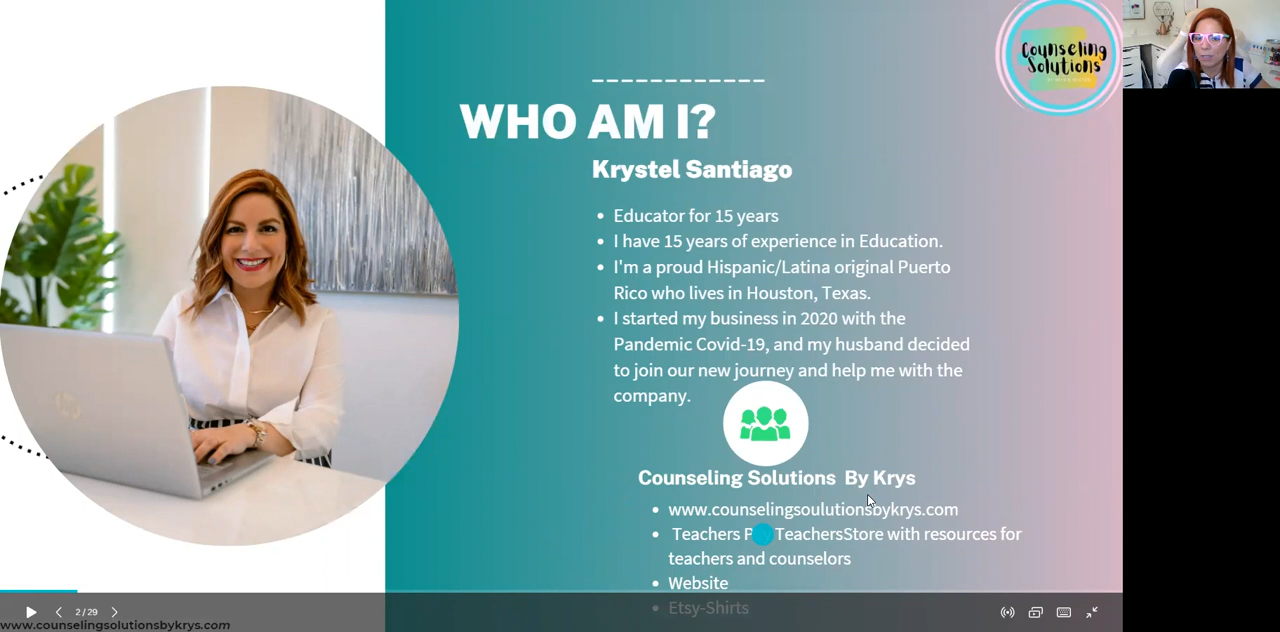 Counseling
Solutions
WHO AM I?
Krystel Santiago
Educator for 15 years
I have 15 years of experience in Education.
I'm a proud Hispanic/Latina original Puerto
Rico who lives in Houston, Texas.
I started my business in 2020 with the
Pandemic Covid-19, and my husband decided
to join our new journey and help me with the
company.
Counseling Solutions By Krys
www.counselingsoulutionsbykrys.com
Teachers TeachersStore with resources for
teachers and counselors
Website
Etsy-Shirts
2/29
www.counselingsolutionsbykrys.com
hp